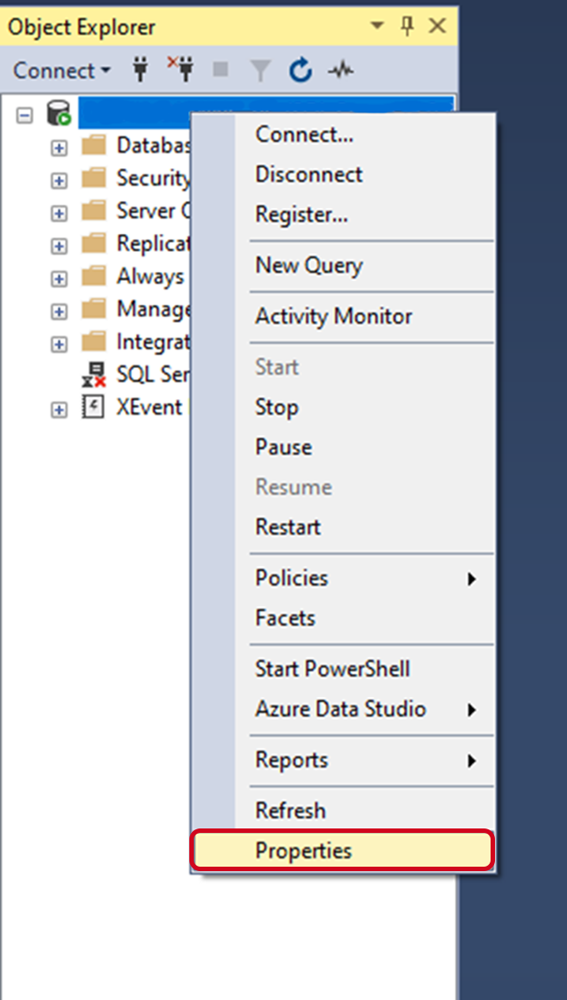 Object Explorer
Connect
Connect...
Disconnect
Register...
New Query
Activity Monitor
Start
Stop
Pause
Resume
Restart
Policies
Facets
Start PowerShell
Azure Data Studio
Reports
Refresh
Properties
Databas
Security
Server
Replicat
Always
Manage
Integrat
SQL Ser
XEvent